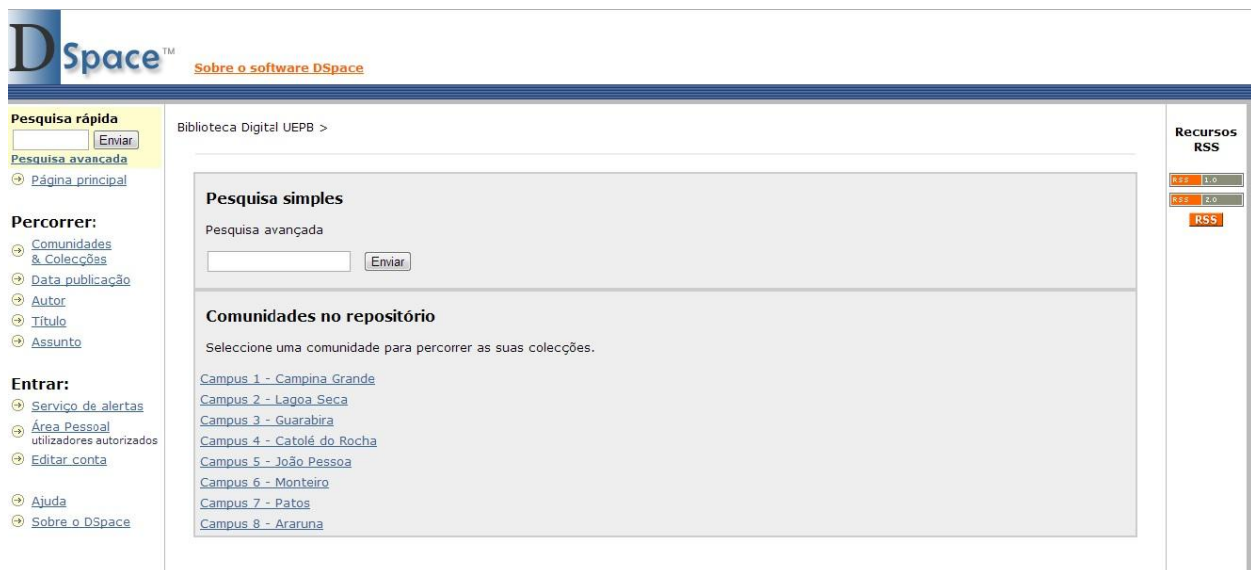 DSpace™
Sobre o software DSpace
Pesquisa rápida
Enviar
Pesquisa avançada
Página principal
Percorrer:
Comunidades
& Colecções
Data publicação
Autor
Título
Assunto
Entrar:
Serviço de alertas
Área Pessoal
utilizadores autorizados
Editar conta
Ajuda
Sobre o DSpace
Biblioteca Digital UEPB >
Pesquisa simples
Pesquisa avançada
Enviar
Comunidades no repositório
Seleccione uma comunidade para percorrer as suas colecções.
Campus 1 - Campina Grande
Campus 2 - Lagoa Seca
Campus 3 - Guarabira
Campus 4 - Catolé do Rocha
Campus 5 - João Pessoa
Campus 6 - Monteiro
Campus 7 - Patos
Campus 8 - Araruna
Recursos
RSS
RSS 1.0
RSS 2.0
RSS